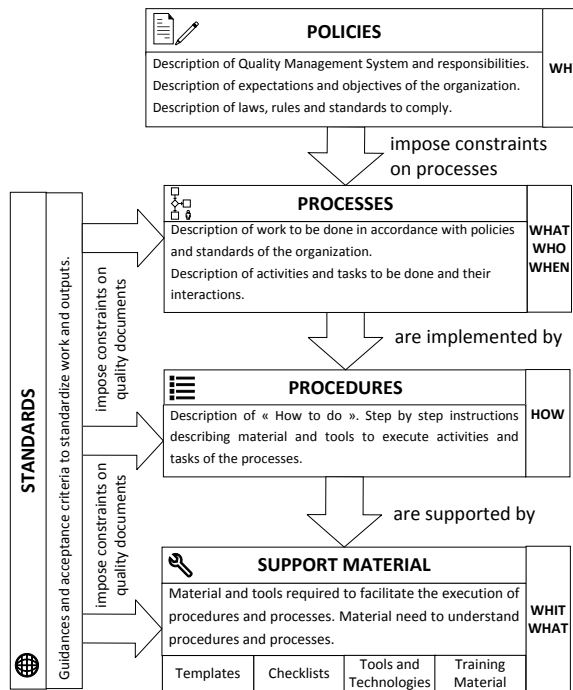 POLICIES
Description of Quality Management System and responsibilities.
Description of expectations and objectives of the organization.
Description of laws, rules and standards to comply.
WH
impose constraints
on processes
PROCESSES
Description of work to be done in accordance with policies
and standards of the organization.
Description of activities and tasks to be done and their
interactions.
WHAT
WHO
WHEN
are implemented by
PROCEDURES
Description of « How to do ». Step by step instructions
describing material and tools to execute activities and
tasks of the processes.
HOW
are supported by
SUPPORT MATERIAL
Material and tools required to facilitate the execution of
procedures and processes. Material need to understand
procedures and processes.
WHIT
WHAT
Templates
Checklists
Tools and
Technologies
Training
Material
STANDARDS
Guidances and acceptance criteria to standardize work and outputs.
impose constraints on
quality documents
impose constraints on
quality documents